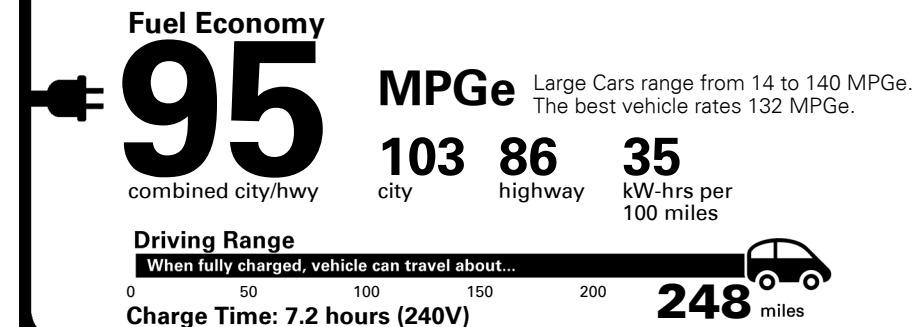 Fuel Economy
95
MPGe
Large Cars range from 14 to 140 MPGe.
The best vehicle rates 132 MPGe.
combined city/hwy
103
city
86
highway
35
kW-hrs per
100 miles
Driving Range
When fully charged, vehicle can travel about...
0 50 100 150 200
248 miles
Charge Time: 7.2 hours (240V)